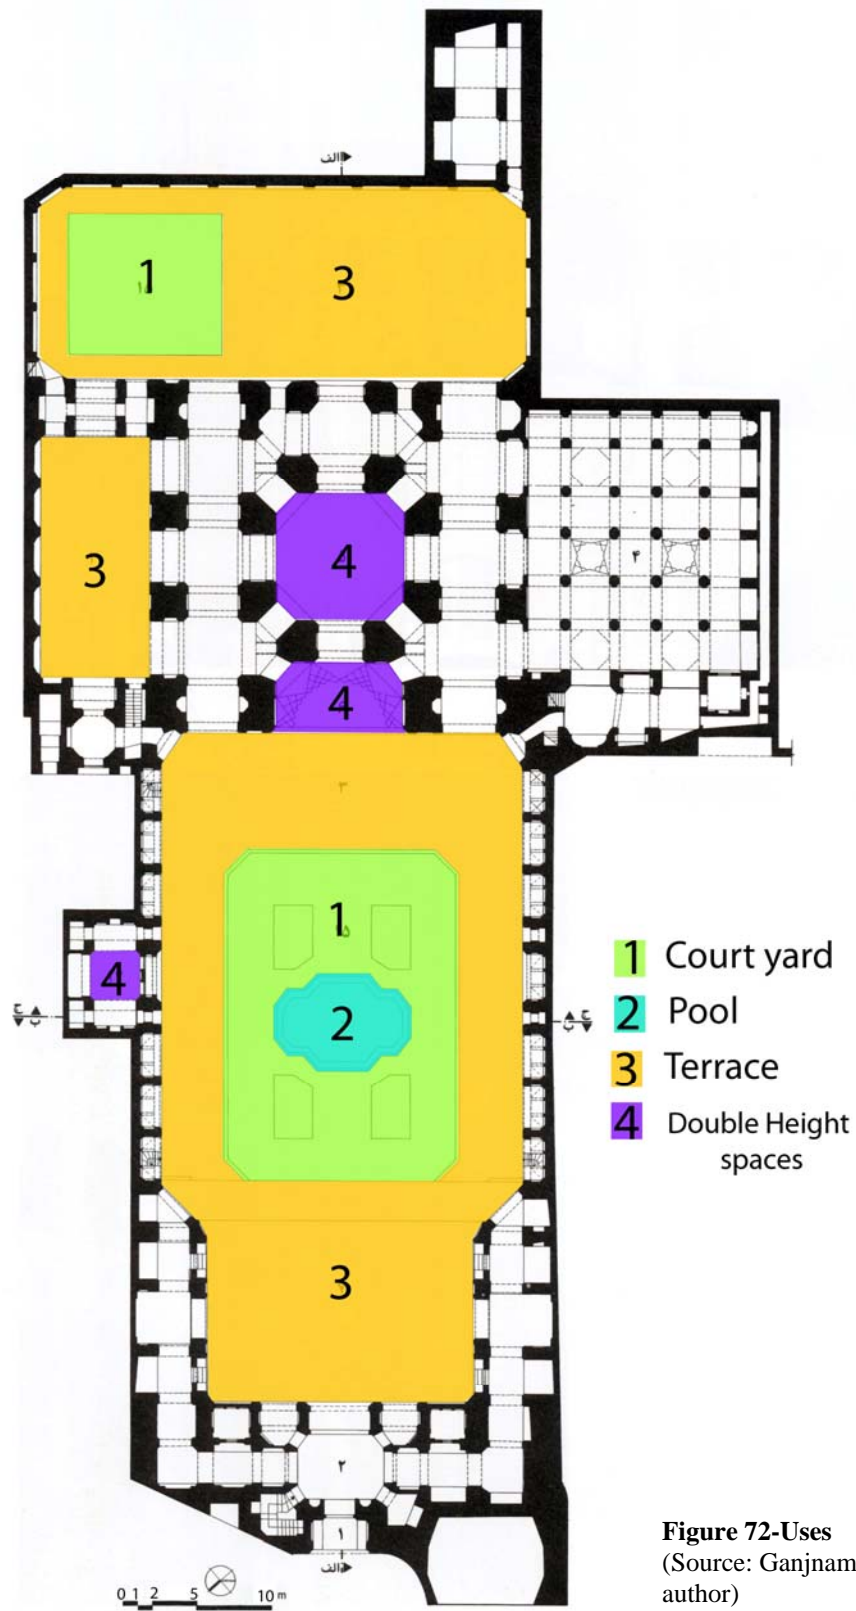 الف
1
3
3
4
۴
4
۳
1
4
2
ج
ب
ب
ج
3
۲
۱
الف
0 1 2 5 10 m
1 Court yard
2 Pool
3 Terrace
4 Double Height
spaces
Figure 72-Uses
(Source: Ganjnam
author)